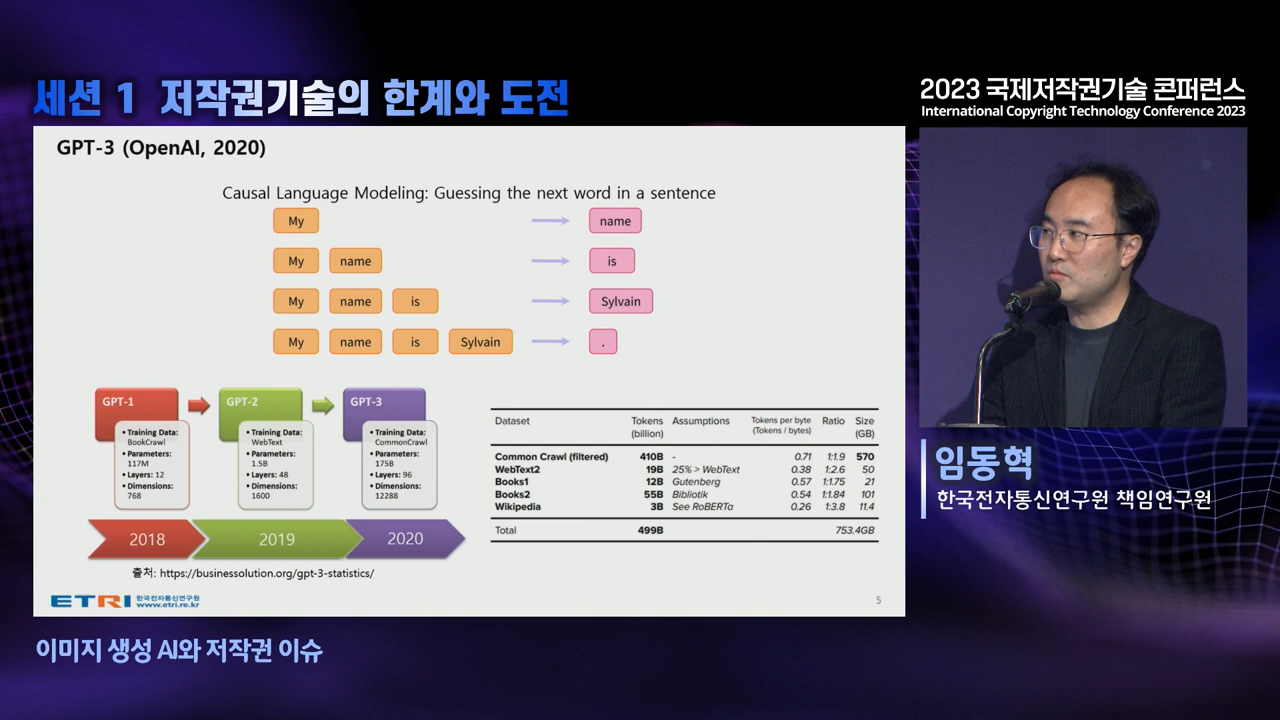 세션 1 저작권기술의 한계와 도전
2023 국제저작권기술 콘퍼런스
International Copyright Technology Conference 2023
GPT-3 (OpenAI, 2020)
Causal Language Modeling: Guessing the next word in a sentence
My name
My name is
My name is Sylvain
My name is Sylvain .
GPT-1
• Training Data:
BookCrawl
• Parameters:
117M
• Layers: 12
• Dimensions:
768
GPT-2
• Training Data:
WebText
• Parameters:
1.5B
• Layers: 48
• Dimensions:
1600
GPT-3
• Training Data:
CommonCrawl
• Parameters:
175B
• Layers: 96
• Dimensions:
12288
2018 2019 2020
출처: https://businessolution.org/gpt-3-statistics/
Dataset Tokens (billion) Assumptions Tokens per byte (Tokens / bytes) Ratio Size (GB)
Common Crawl (filtered) 410B - 0.71 1:1.9 570
WebText2 19B 25% > WebText 0.38 1:2.6 50
Books1 12B Gutenberg 0.57 1:1.75 21
Books2 55B Bibliotik 0.54 1:1.84 101
Wikipedia 3B See RoBERTa 0.26 1:3.8 11.4
Total 499B 753.4GB
ETRI 한국전자통신연구원
www.etri.re.kr
5
임동혁
한국전자통신연구원 책임연구원
이미지 생성 AI와 저작권 이슈